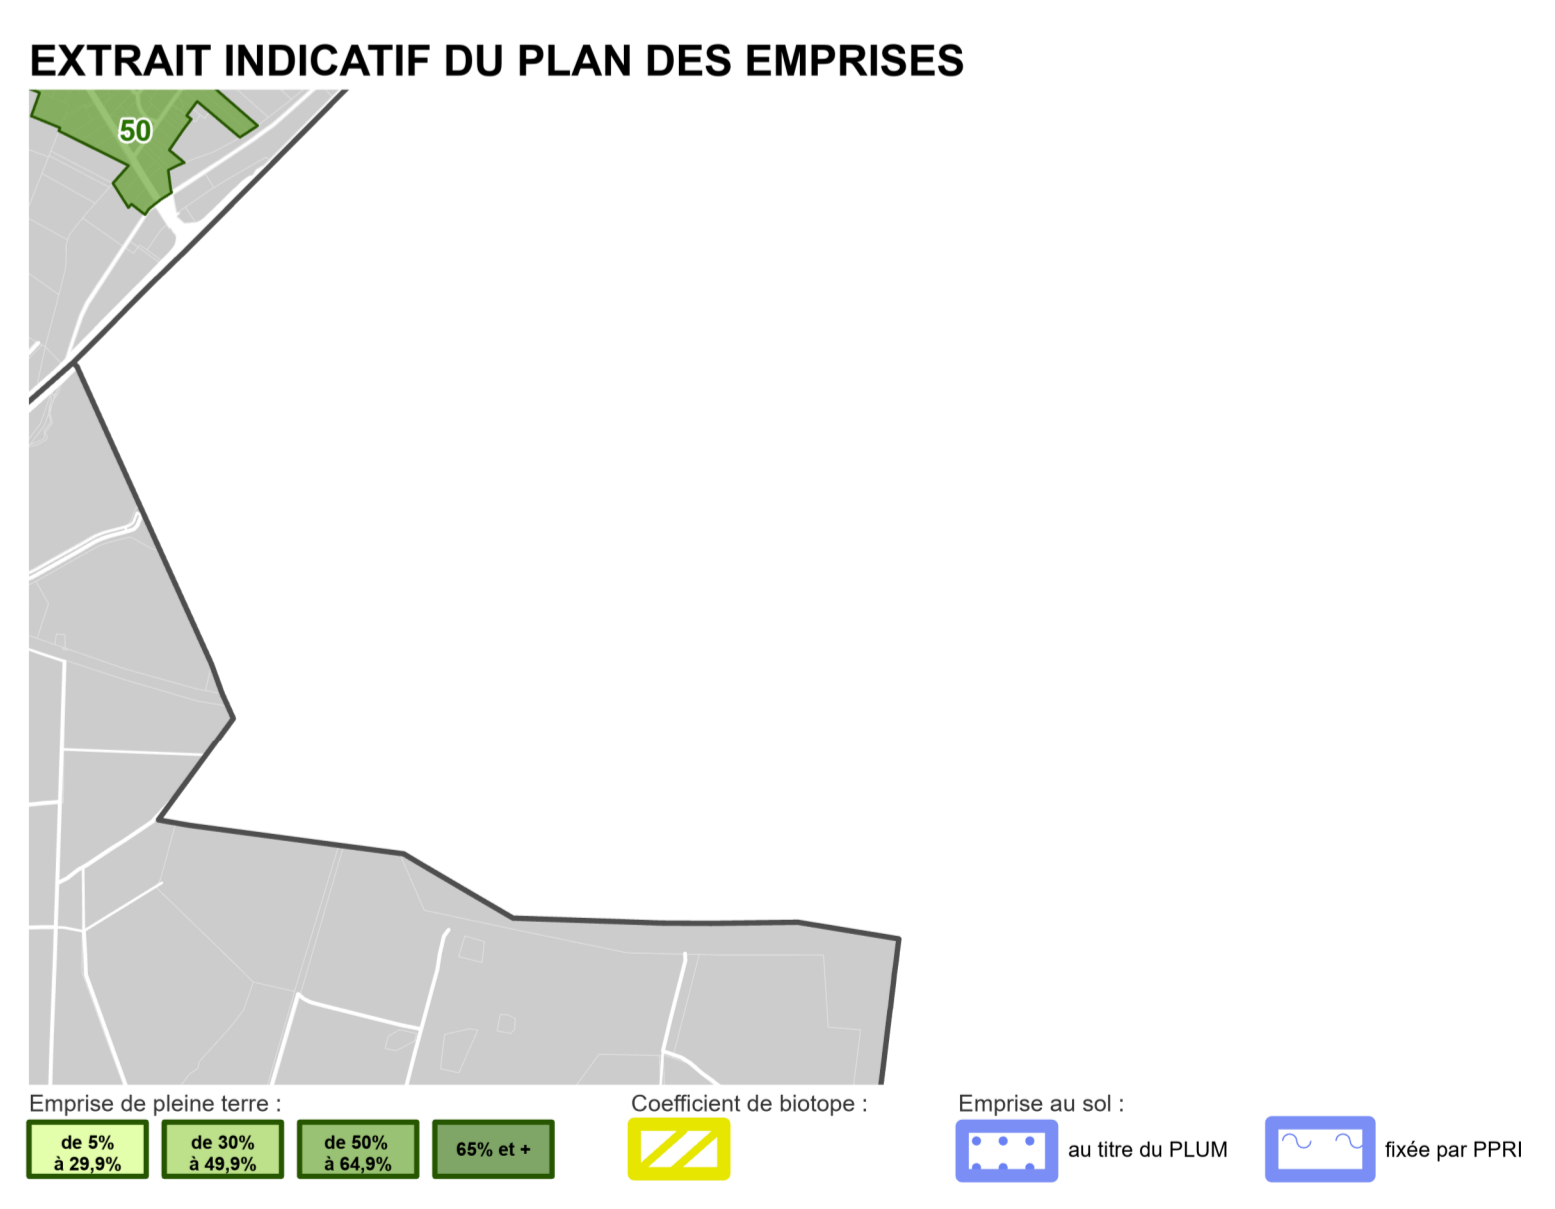 EXTRAIT INDICATIF DU PLAN DES EMPRISES
50
Emprise de pleine terre :
de 5%
à 29,9%
de 30%
à 49,9%
de 50%
à 64,9%
65% et +
Coefficient de biotope :
Emprise au sol :
au titre du PLUM
fixée par PPRI